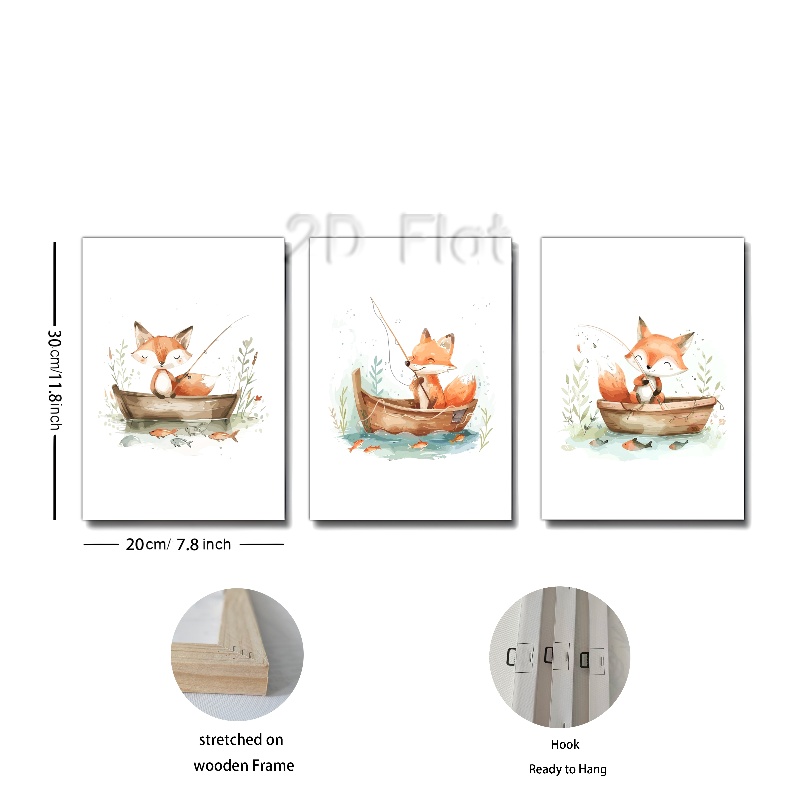 2D Flat
30cm/11.8inch
20cm/ 7.8 inch
stretched on
wooden Frame
Hook
Ready to Hang